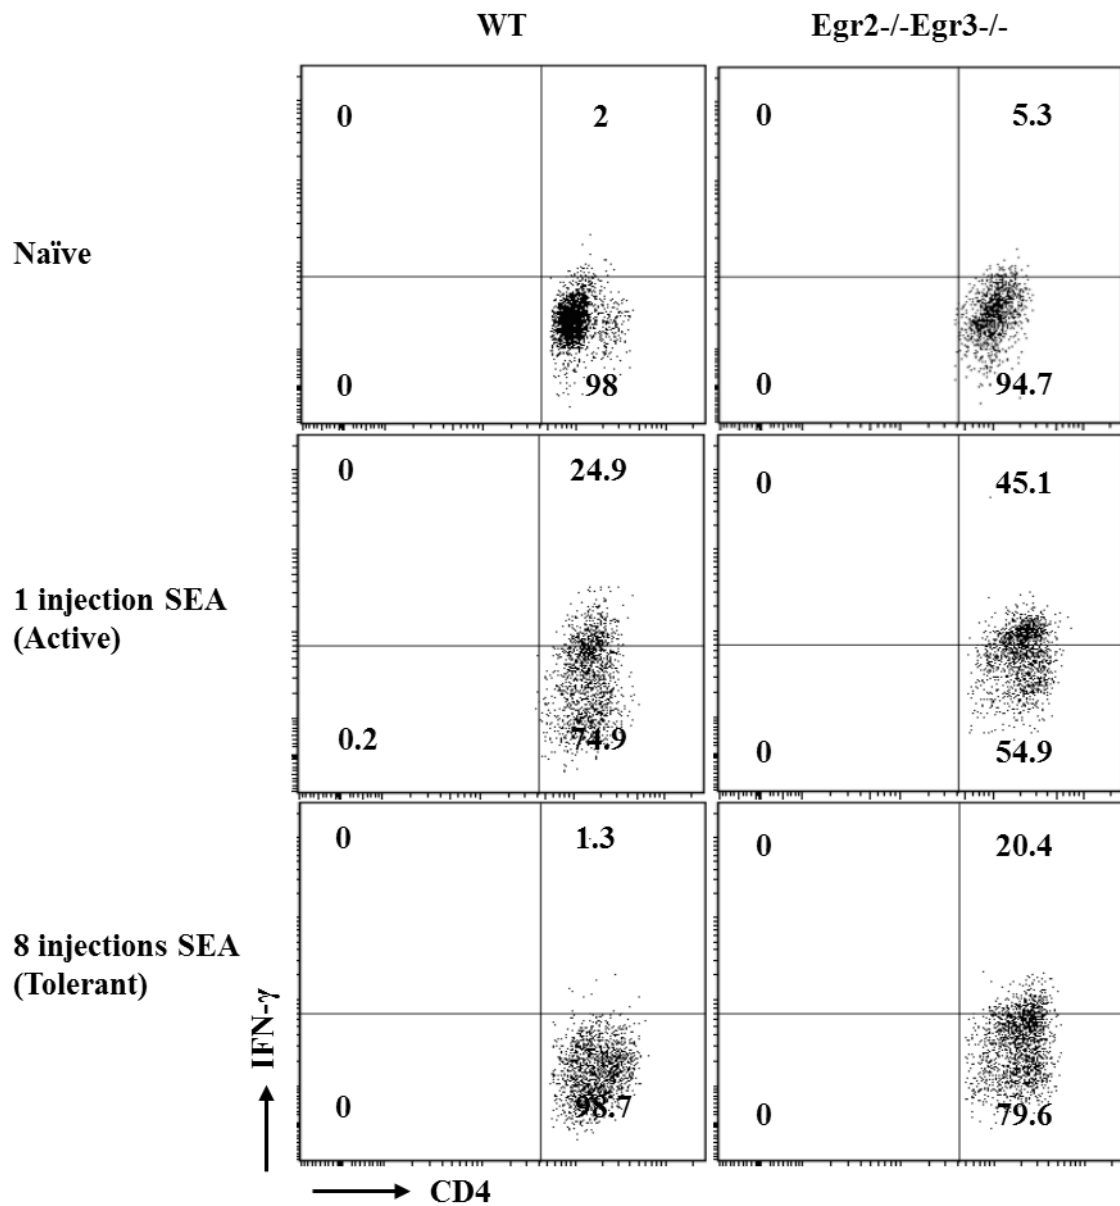 WT
Egr2-/-Egr3-/-
0
2
0
5.3
Naïve
0
98
0
94.7
0
24.9
0
45.1
1 injection SEA
(Active)
0.2
74.9
0
54.9
0
1.3
0
20.4
8 injections SEA
(Tolerant)
IFN-γ
0
98.7
0
79.6
CD4